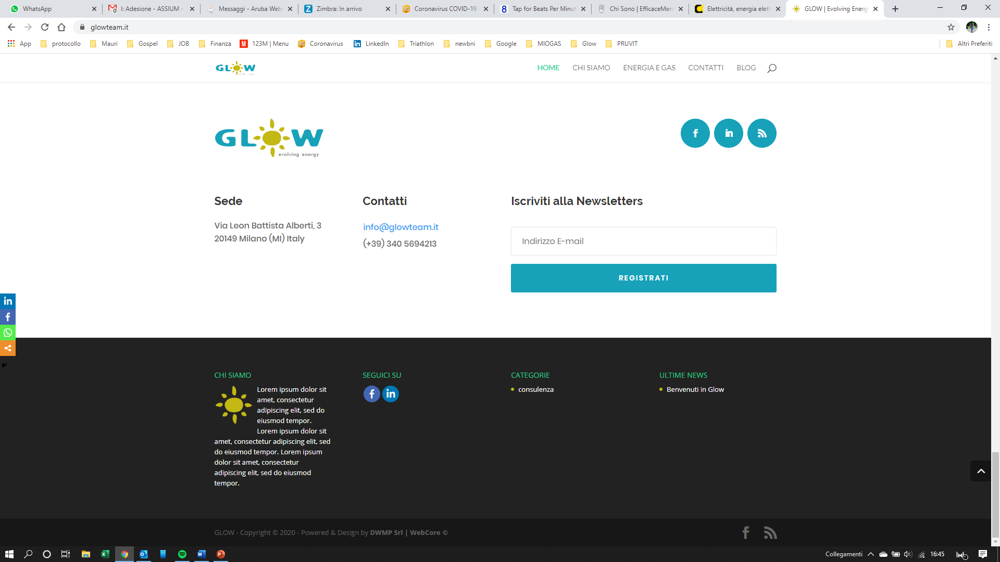 WhatsApp
I: Adesione - ASSIUM -
Messaggi - Aruba Web
Zimbra: In arrivo
Coronavirus COVID-19
Tap for Beats Per Minut
Chi Sono | EfficaceMen
Elettricità, energia elett
GLOW | Evolving Energ
glowteam.it
App
protocollo
Mauri
Gospel
JOB
Finanza
123M | Menu
Coronavirus
LinkedIn
Triathlon
newbni
Google
MIOGAS
Glow
PRUVIT
Altri Preferiti
GLOW
HOME
CHI SIAMO
ENERGIA E GAS
CONTATTI
BLOG
GLOW
evolving energy
Sede
Via Leon Battista Alberti, 3
20149 Milano (MI) Italy
Contatti
info@glowteam.it
(+39) 340 5694213
Iscriviti alla Newsletters
Indirizzo E-mail
REGISTRATI
CHI SIAMO
Lorem ipsum dolor sit
amet, consectetur
adipiscing elit, sed do
eiusmod tempor.
Lorem ipsum dolor sit
amet, consectetur adipiscing elit, sed
do eiusmod tempor. Lorem ipsum
dolor sit amet, consectetur
adipiscing elit, sed do eiusmod
tempor.
SEGUICI SU
CATEGORIE
consulenza
ULTIME NEWS
Benvenuti in Glow
GLOW - Copyright © 2020 - Powered & Design by DWMP Srl | WebCore ©
Collegamenti
16:45